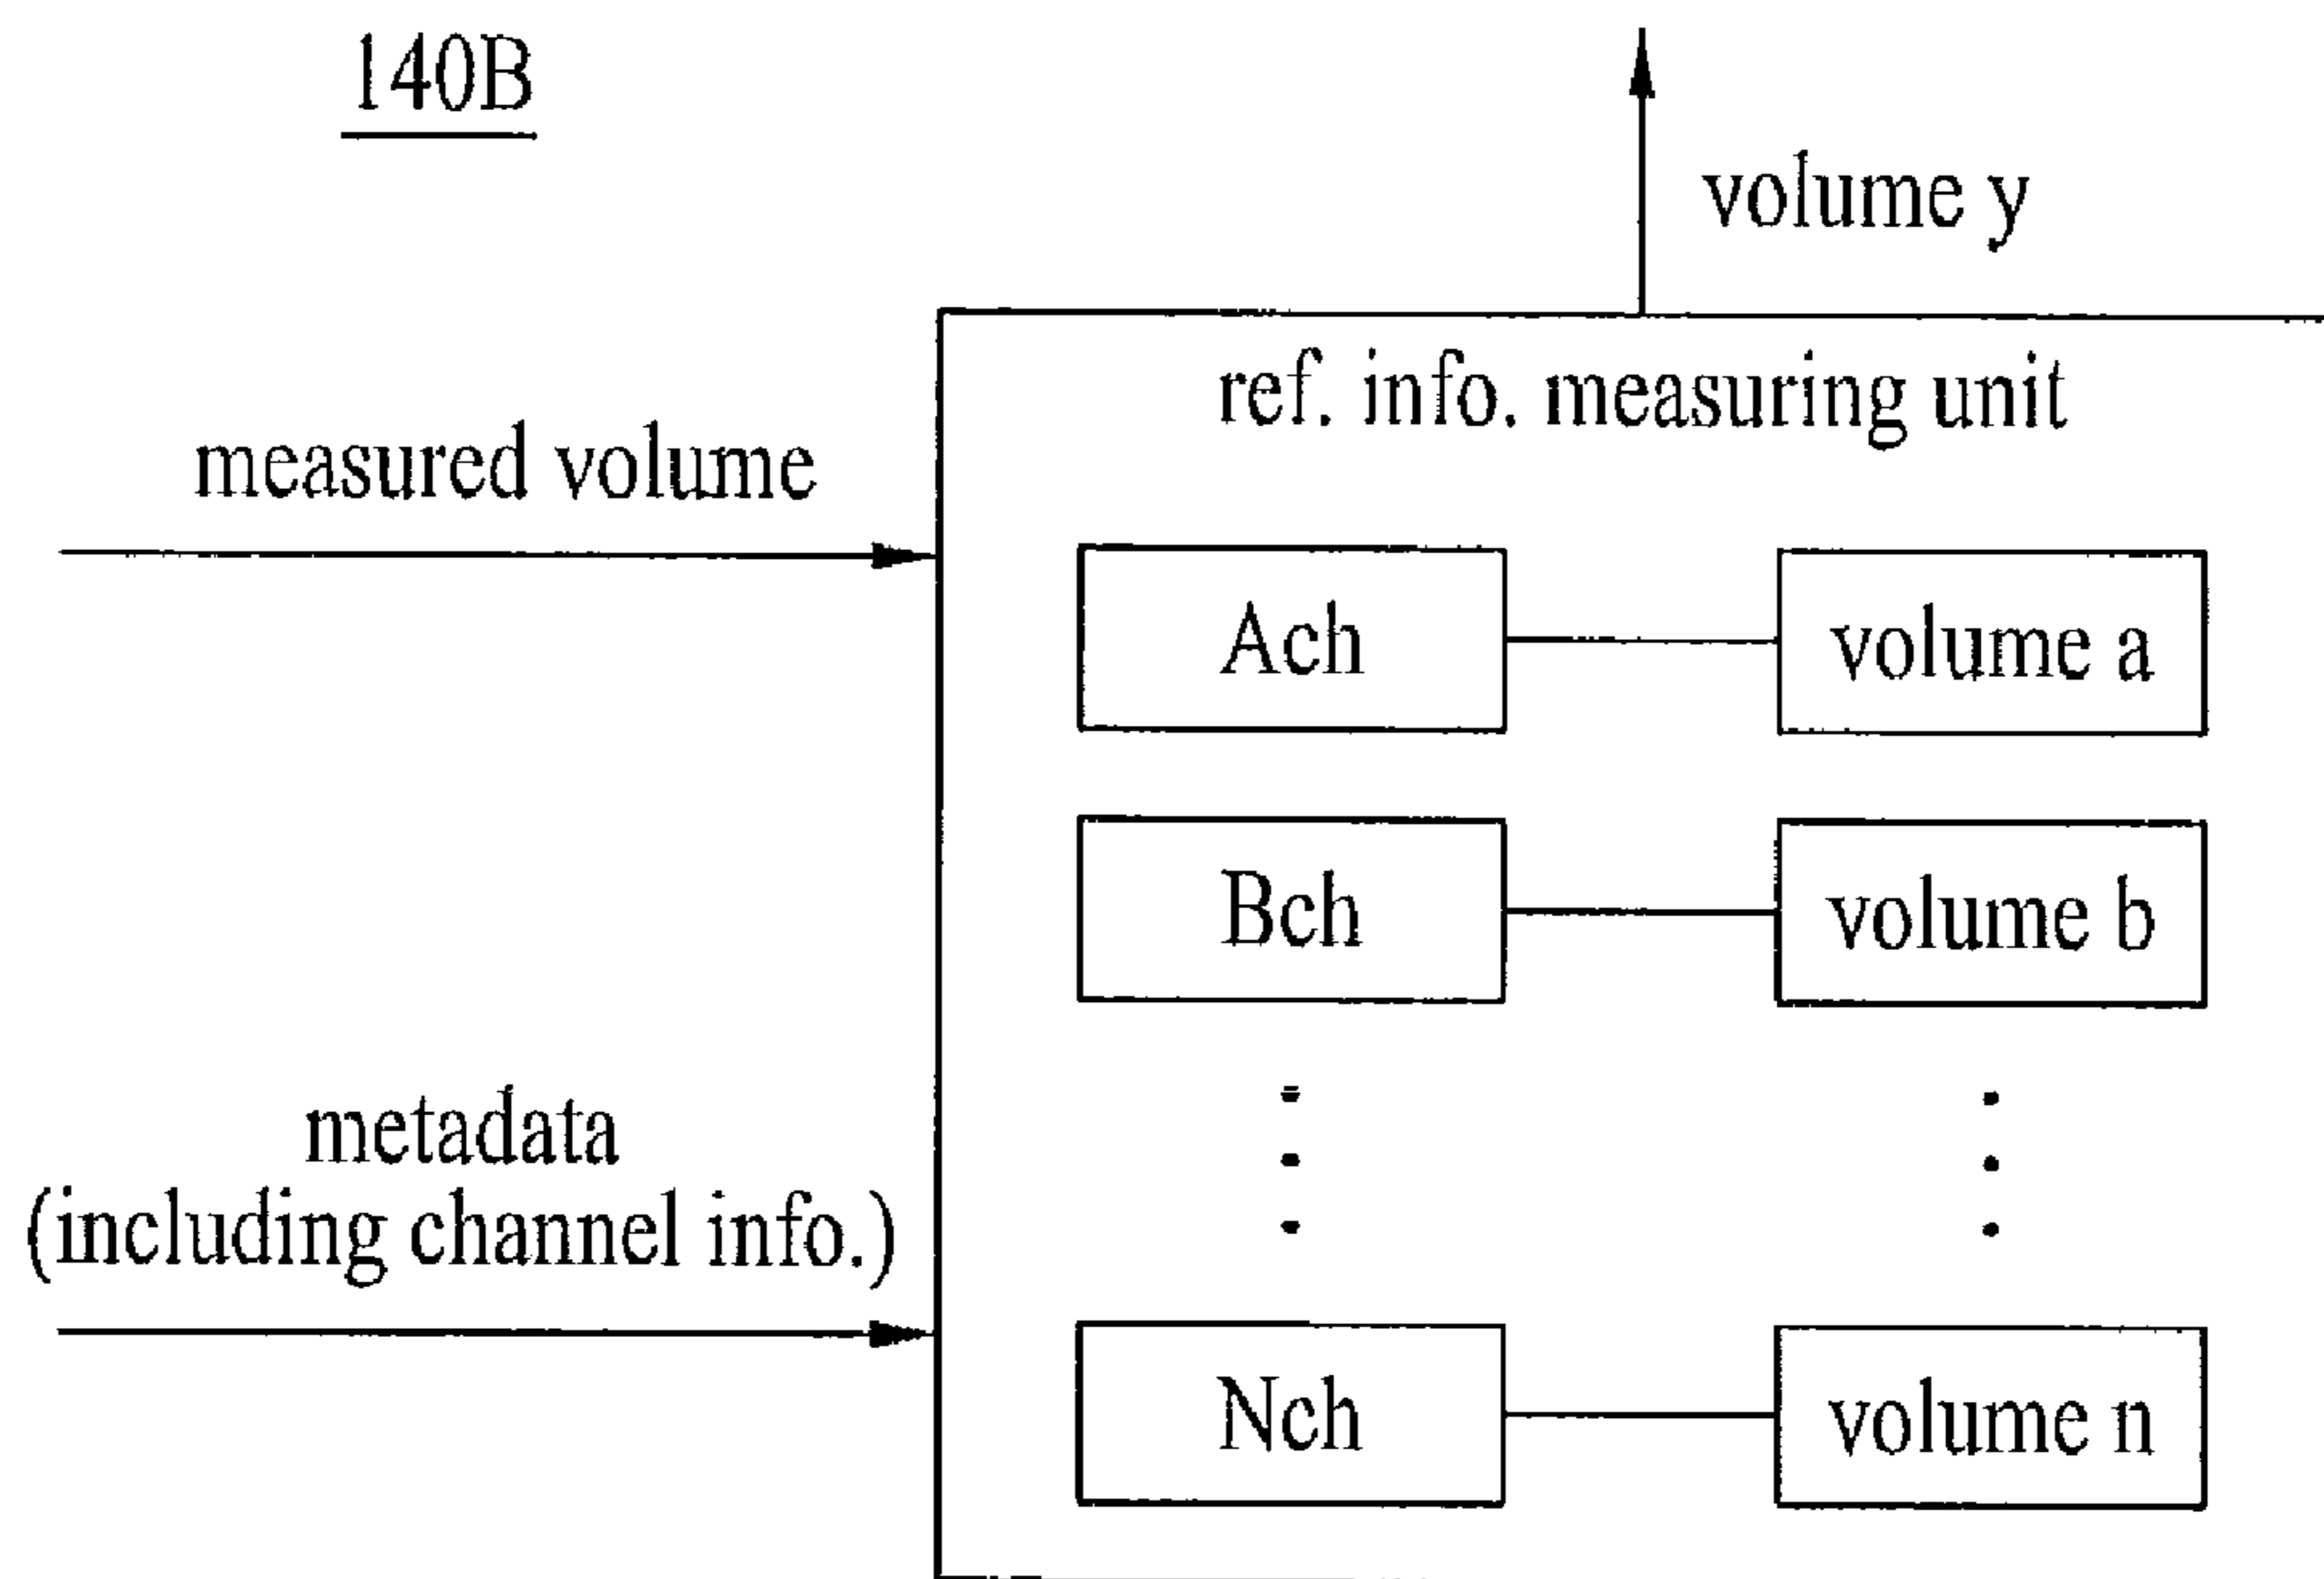 140B
volume y
ref. info. measuring unit
measured volume
Ach
volume a
Bch
volume b
metadata
(including channel info.)
Nch
volume n